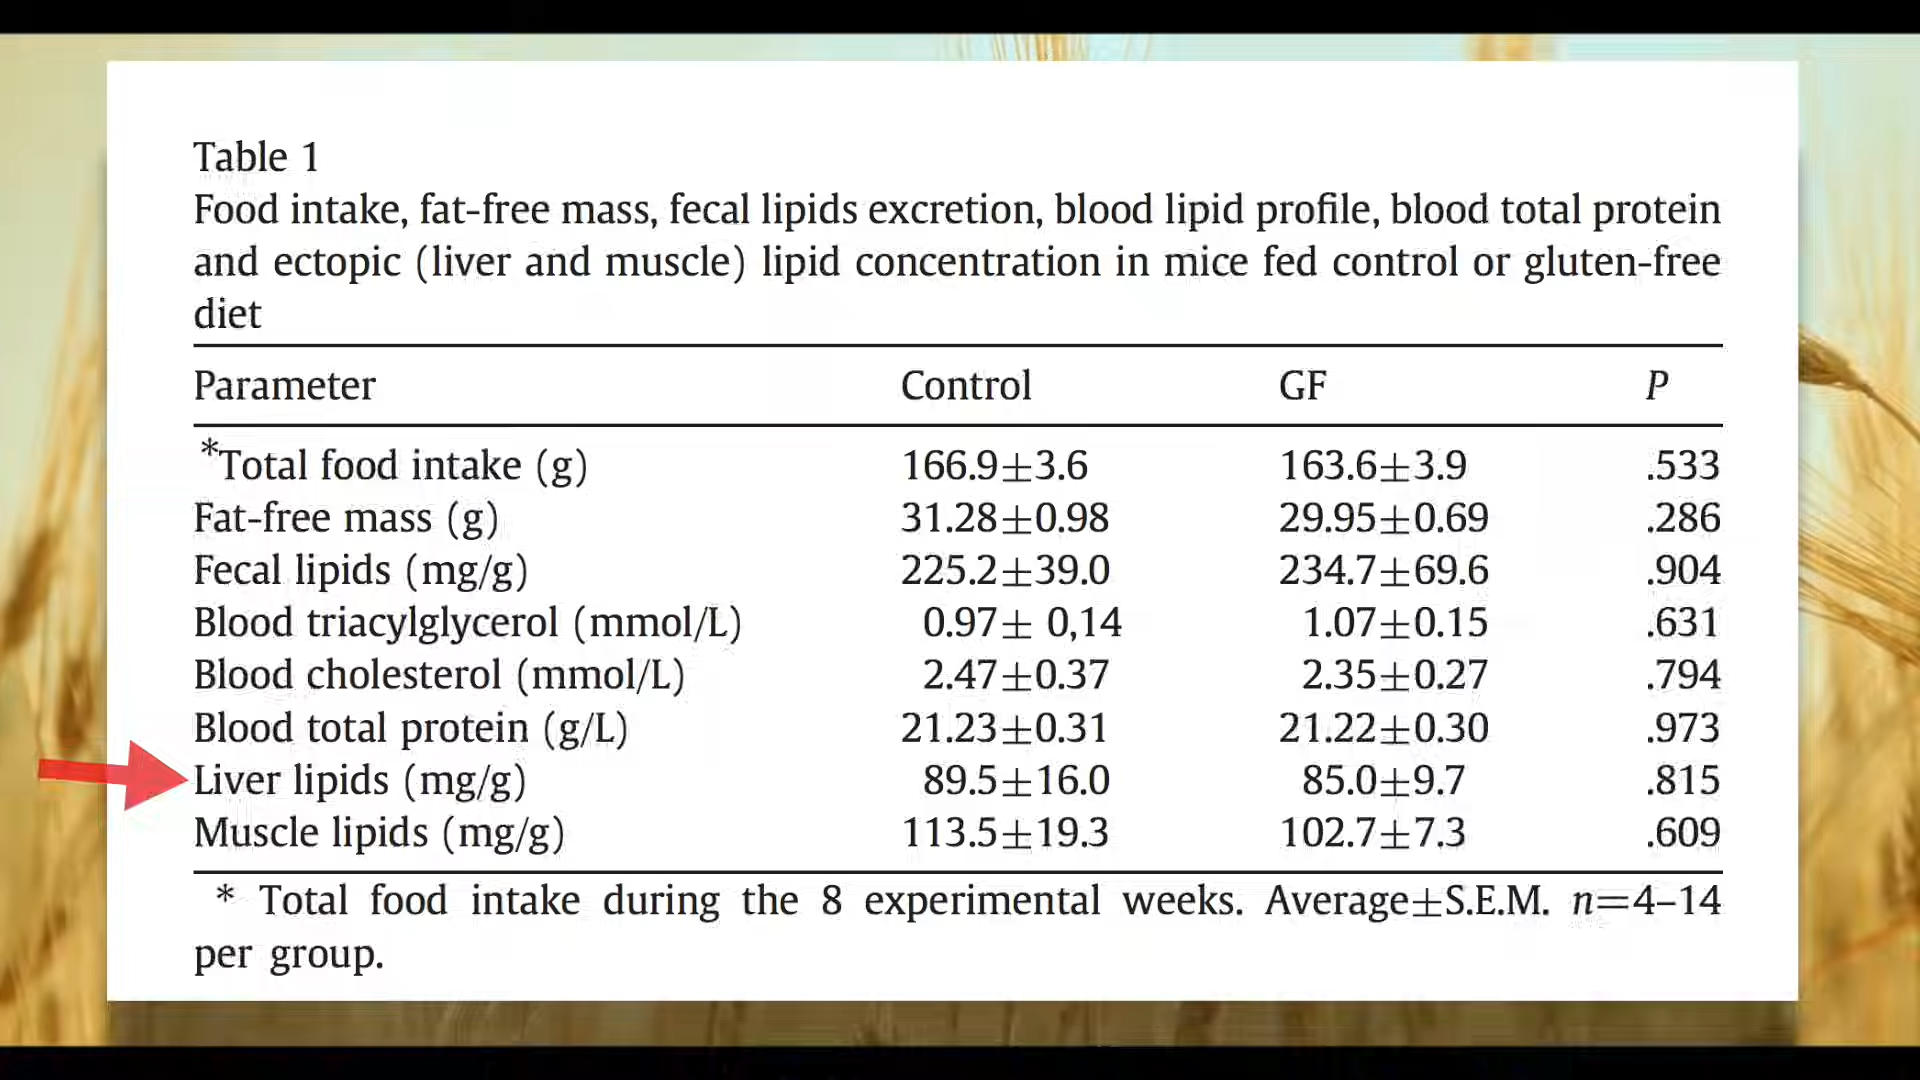 Table 1
Food intake, fat-free mass, fecal lipids excretion, blood lipid profile, blood total protein
and ectopic (liver and muscle) lipid concentration in mice fed control or gluten-free
diet
Parameter Control GF P
*Total food intake (g) 166.9±3.6 163.6±3.9 .533
Fat-free mass (g) 31.28±0.98 29.95±0.69 .286
Fecal lipids (mg/g) 225.2±39.0 234.7±69.6 .904
Blood triacylglycerol (mmol/L) 0.97± 0,14 1.07±0.15 .631
Blood cholesterol (mmol/L) 2.47±0.37 2.35±0.27 .794
Blood total protein (g/L) 21.23±0.31 21.22±0.30 .973
Liver lipids (mg/g) 89.5±16.0 85.0±9.7 .815
Muscle lipids (mg/g) 113.5±19.3 102.7±7.3 .609
* Total food intake during the 8 experimental weeks. Average±S.E.M. n=4–14
per group.